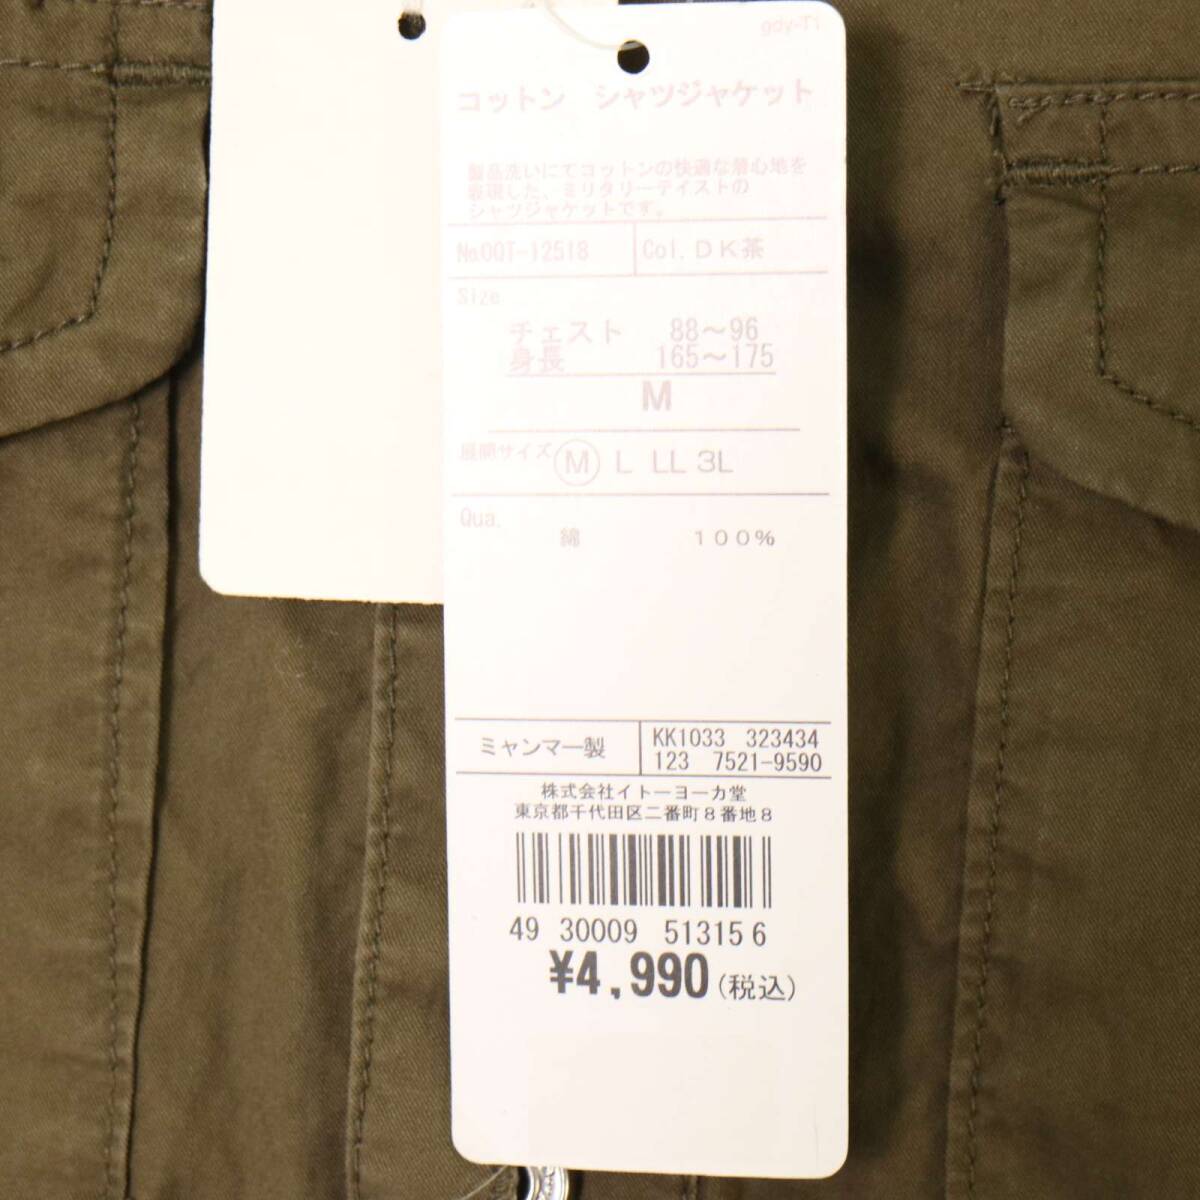 gdy-T1
コットン シャツジャケット
製品洗いにてコットンの快適な着心地を
表現した、ミリタリーテイストの
シャツジャケットです。
№OQT-12518 Col.DK茶
Size
チェスト 88～96
身長 165～175
M
展開サイズ M L LL 3L
Qua.
綿 100%
ミャンマー製
KK1033 323434
123 7521-9590
株式会社イトーヨーカ堂
東京都千代田区二番町8番地8
49 30009 51315 6
¥4,990(税込)